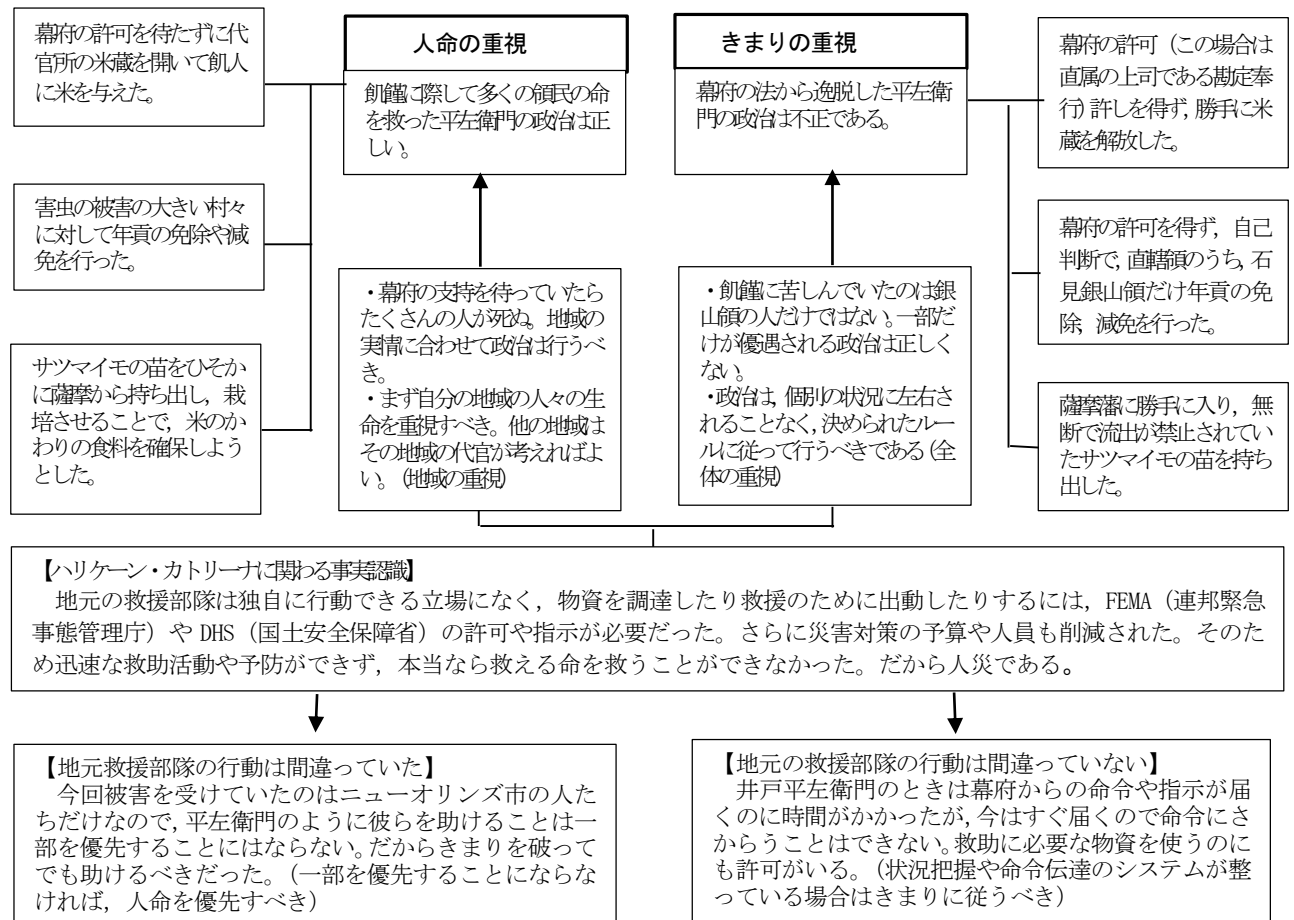 幕府の許可を待たずに代
官所の米蔵を開いて飢人
に米を与えた。
害虫の被害の大きい村々
に対して年貢の免除や減
免を行った。
サツマイモの苗をひそか
に薩摩から持ち出し，栽
培させることで，米のか
わりの食料を確保しよう
とした。
人命の重視
飢饉に際して多くの領民の命
を救った平左衛門の政治は正
しい。
・幕府の支持を待っていたら
たくさんの人が死ぬ。地域の
実情に合わせて政治は行うべ
き。
・まず自分の地域の人々の生
命を重視すべき。他の地域は
その地域の代官が考えればよ
い。（地域の重視）
きまりの重視
幕府の法から逸脱した平左衛
門の政治は不正である。
・飢饉に苦しんでいたのは銀
山領の人だけではない。一部だ
けが優遇される政治は正しく
ない。
・政治は，個別の状況に左右さ
れることなく，決められたルー
ルに従って行うべきである（全
体の重視）
幕府の許可（この場合は
直属の上司である勘定奉
行）許しを得ず，勝手に米
蔵を解放した。
幕府の許可を得ず，自己
判断で，直轄領のうち，石
見銀山領だけ年貢の免
除，減免を行った。
薩摩藩に勝手に入り，無
断で流出が禁止されてい
たサツマイモの苗を持ち
出した。
【ハリケーン・カトリーナに関わる事実認識】
地元の救援部隊は独自に行動できる立場になく，物資を調達したり救援のために出動したりするには，FEMA（連邦緊急
事態管理庁）や DHS（国土安全保障省）の許可や指示が必要だった。さらに災害対策の予算や人員も削減された。そのた
め迅速な救助活動や予防ができず，本当なら救える命を救うことができなかった。だから人災である。
【地元救援部隊の行動は間違っていた】
今回被害を受けていたのはニューオリンズ市の人た
ちだけなので，平左衛門のように彼らを助けることは一
部を優先することにはならない。だからきまりを破って
でも助けるべきだった。（一部を優先することにならな
ければ，人命を優先すべき）
【地元の救援部隊の行動は間違っていない】
井戸平左衛門のときは幕府からの命令や指示が届
くのに時間がかかったが，今はすぐ届くので命令にさ
からうことはできない。救助に必要な物資を使うのに
も許可がいる。（状況把握や命令伝達のシステムが整
っている場合はきまりに従うべき）